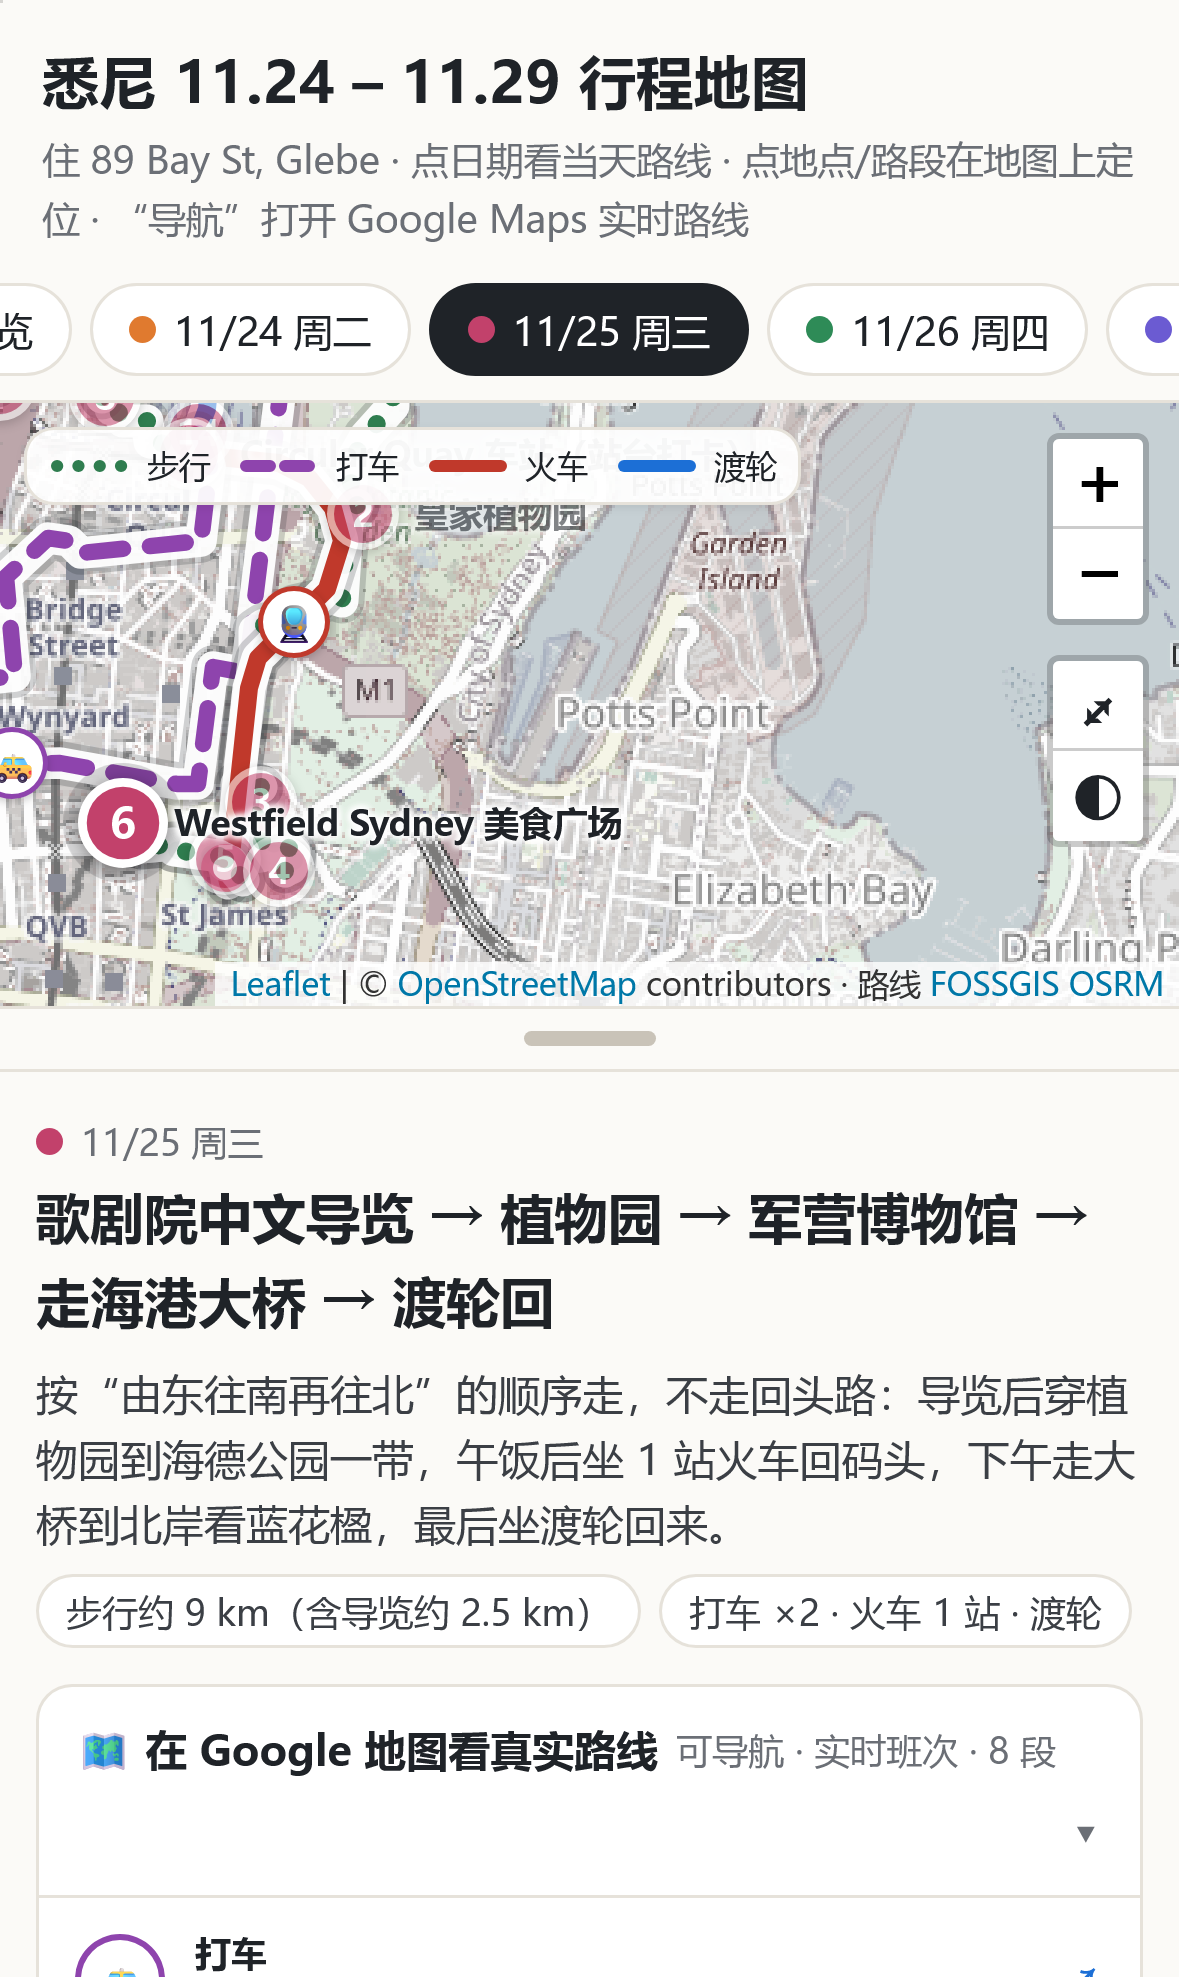 悉尼 11.24 – 11.29 行程地图
住 89 Bay St, Glebe · 点日期看当天路线 · 点地点/路段在地图上定
位 · “导航”打开 Google Maps 实时路线
览
11/24 周二
11/25 周三
11/26 周四
步行
打车
火车
渡轮
+
−
2
皇家植物园
Garden
Island
Bridge
Street
City of Sydney
M1
Wynyard
Potts Point
3
6
Westfield Sydney 美食广场
4
Elizabeth Bay
St James
QVB
Darling P
Leaflet | © OpenStreetMap contributors · 路线 FOSSGIS OSRM
11/25 周三
歌剧院中文导览 → 植物园 → 军营博物馆 →
走海港大桥 → 渡轮回
按“由东往南再往北”的顺序走，不走回头路：导览后穿植
物园到海德公园一带，午饭后坐 1 站火车回码头，下午走大
桥到北岸看蓝花楹，最后坐渡轮回来。
步行约 9 km（含导览约 2.5 km）
打车 ×2 · 火车 1 站 · 渡轮
在 Google 地图看真实路线 可导航 · 实时班次 · 8 段
打车